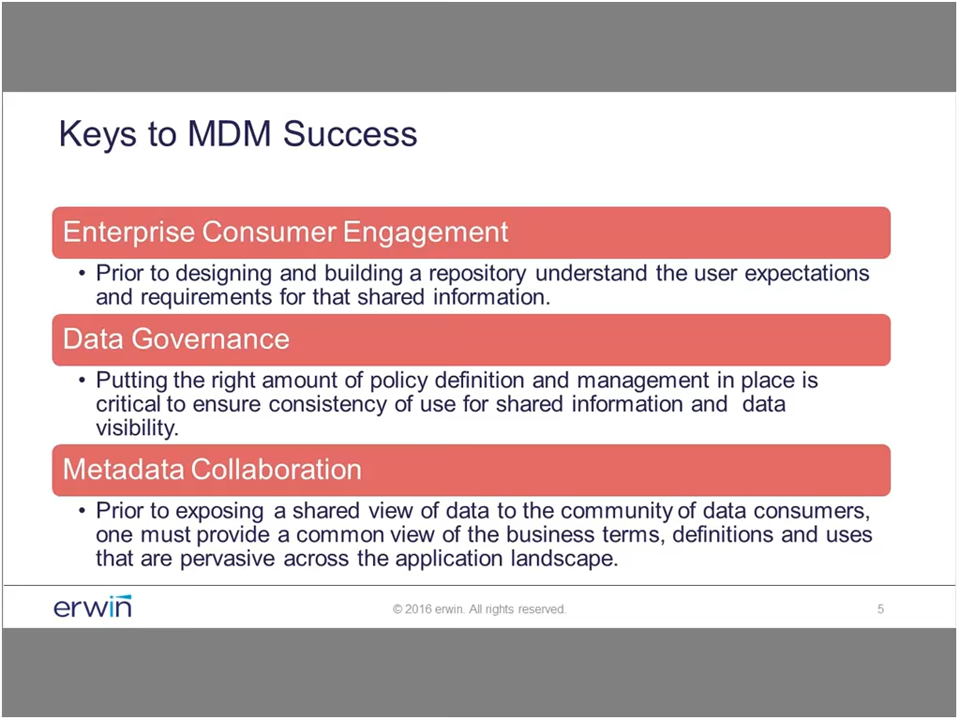 Keys to MDM Success
Enterprise Consumer Engagement
• Prior to designing and building a repository understand the user expectations
and requirements for that shared information.
Data Governance
• Putting the right amount of policy definition and management in place is
critical to ensure consistency of use for shared information and  data
visibility.
Metadata Collaboration
• Prior to exposing a shared view of data to the community of data consumers,
one must provide a common view of the business terms, definitions and uses
that are pervasive across the application landscape.
erwin
© 2016 erwin. All rights reserved.
5